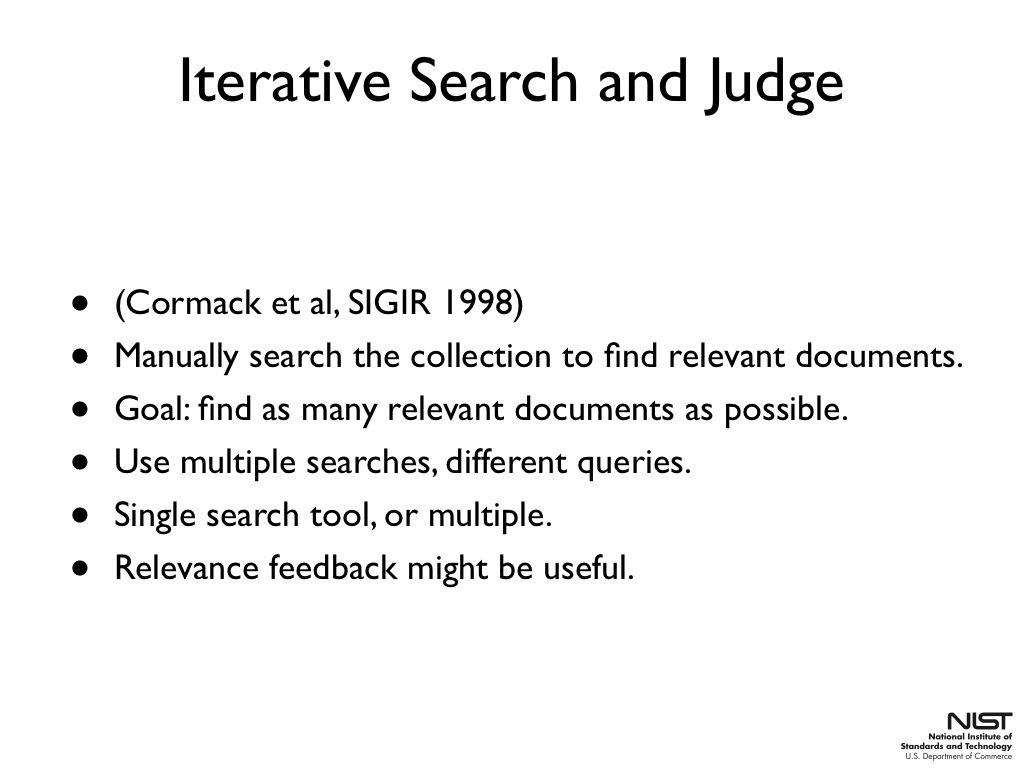 Iterative Search and Judge
• (Cormack et al, SIGIR 1998)
• Manually search the collection to find relevant documents.
• Goal: find as many relevant documents as possible.
• Use multiple searches, different queries.
• Single search tool, or multiple.
• Relevance feedback might be useful.
NIST
National Institute of
Standards and Technology
U.S. Department of Commerce